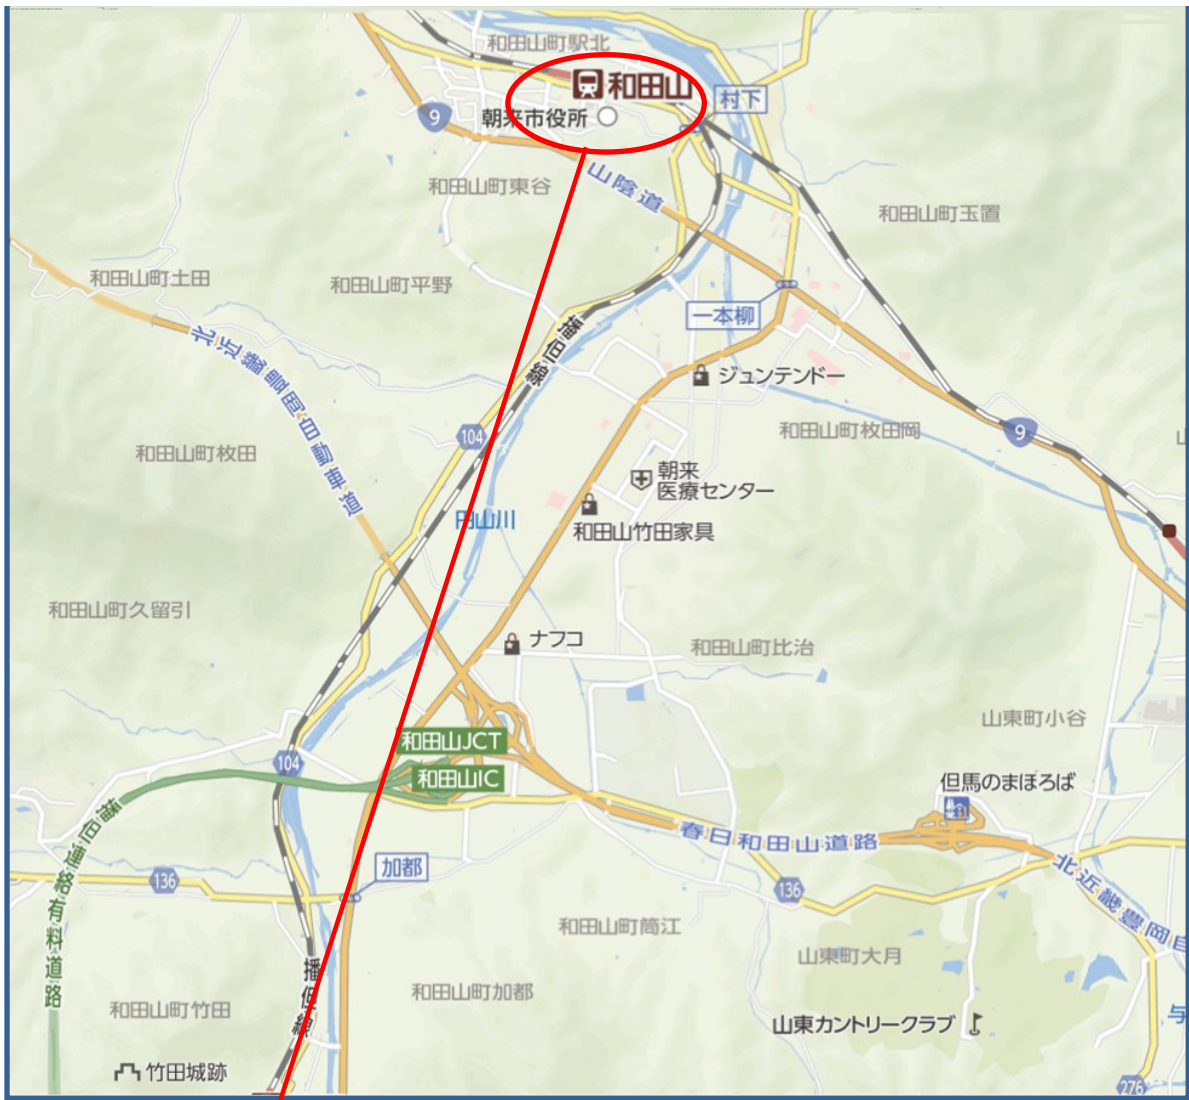 和田山町駅北
和田山
村下
9
朝来市役所
山陰道
和田山町東谷
和田山町玉置
和田山町土田
和田山町平野
一本柳
播但線
北近畿豊岡自動車道
ジュンテンドー
104
和田山町枚田岡
9
和田山町枚田
朝来
医療センター
円山川
和田山竹田家具
和田山町久留引
ナフコ
和田山町比治
山東町小谷
和田山JCT
104
和田山IC
但馬のまほろば
播但連絡有料道路
春日和田山道路
加都
136
136
北近畿豊岡自
和田山町筒江
山東町大月
播但線
和田山町加都
和田山町竹田
与
山東カントリークラブ
竹田城跡
276